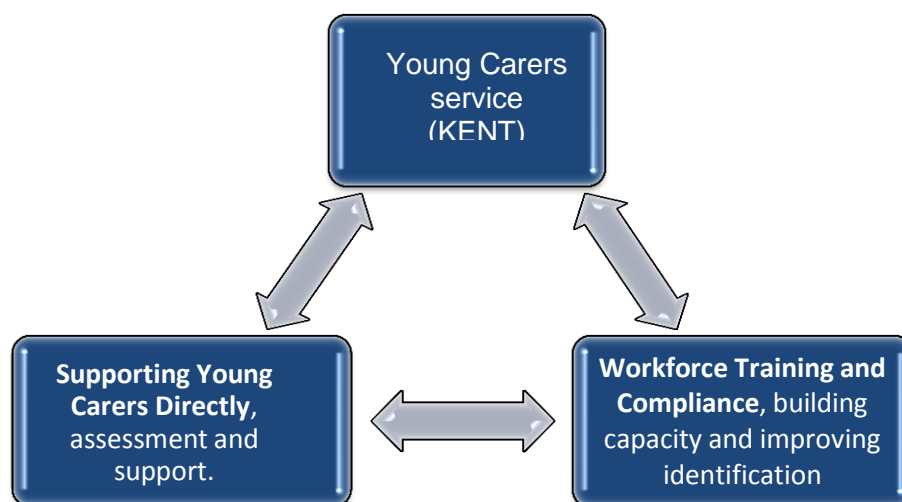 Young Carers
service
(KENT)
Supporting Young
Carers Directly,
assessment and
support.
Workforce Training and
Compliance, building
capacity and improving
identification